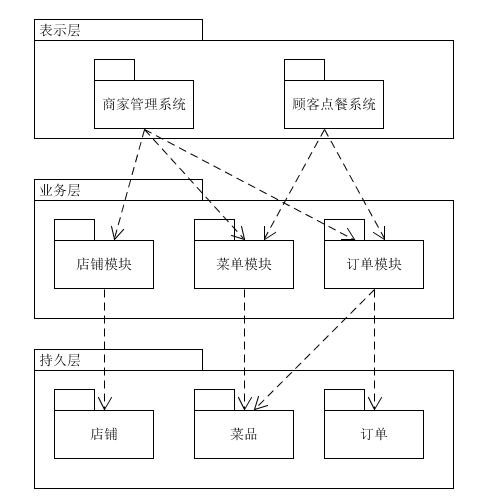 表示层
商家管理系统
顾客点餐系统
业务层
店铺模块
菜单模块
订单模块
持久层
店铺
菜品
订单